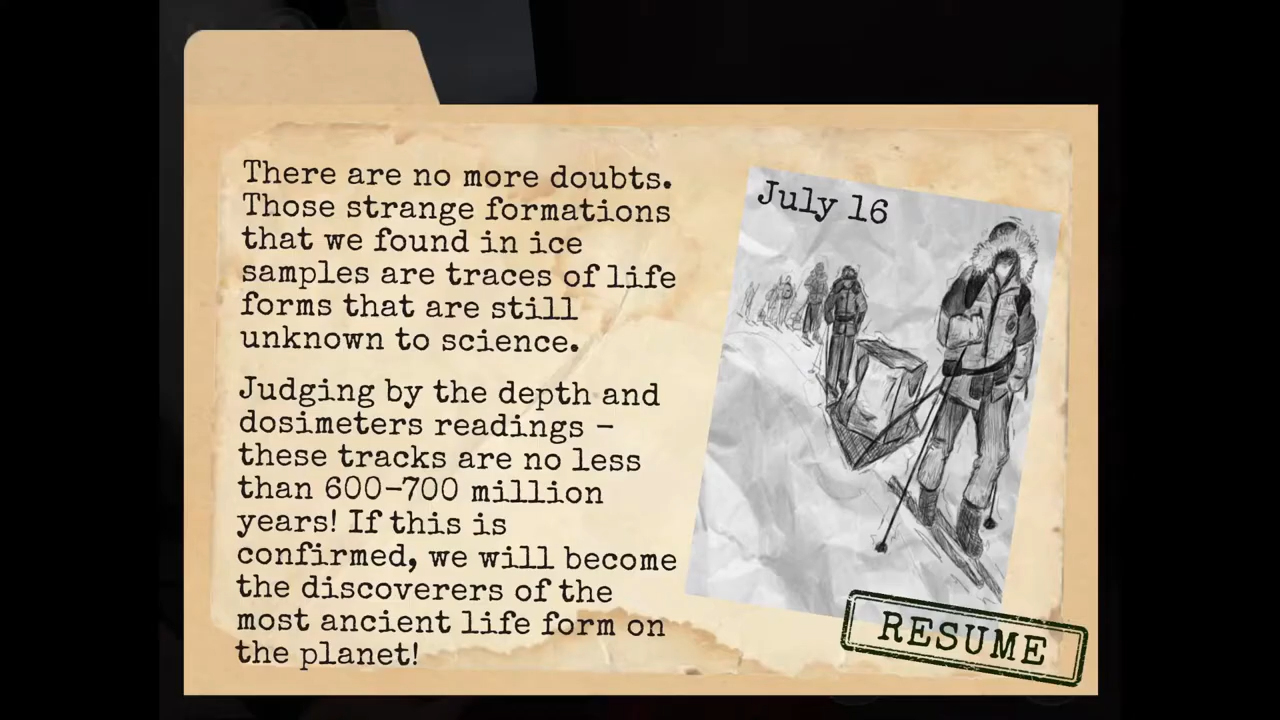 There are no more doubts.
Those strange formations
that we found in ice
samples are traces of life
forms that are still
unknown to science.
Judging by the depth and
dosimeters readings –
these tracks are no less
than 600-700 million
years! If this is
confirmed, we will become
the discoverers of the
most ancient life form on
the planet!
July 16
RESUME